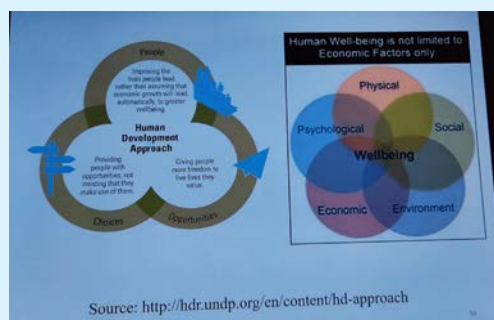 People
Improving the
lives people lead
rather than assuming that
economic growth will lead,
automatically, to greater
wellbeing.
Human
Development
Approach
Providing
people with
opportunities, not
insisting that they
make use of them.
Giving people
more freedom to
live lives they
value.
Choices
Opportunities
Human Well-being is not limited to
Economic Factors only
Physical
Psychological
Social
Wellbeing
Economic
Environment
Source: http://hdr.undp.org/en/content/hd-approach